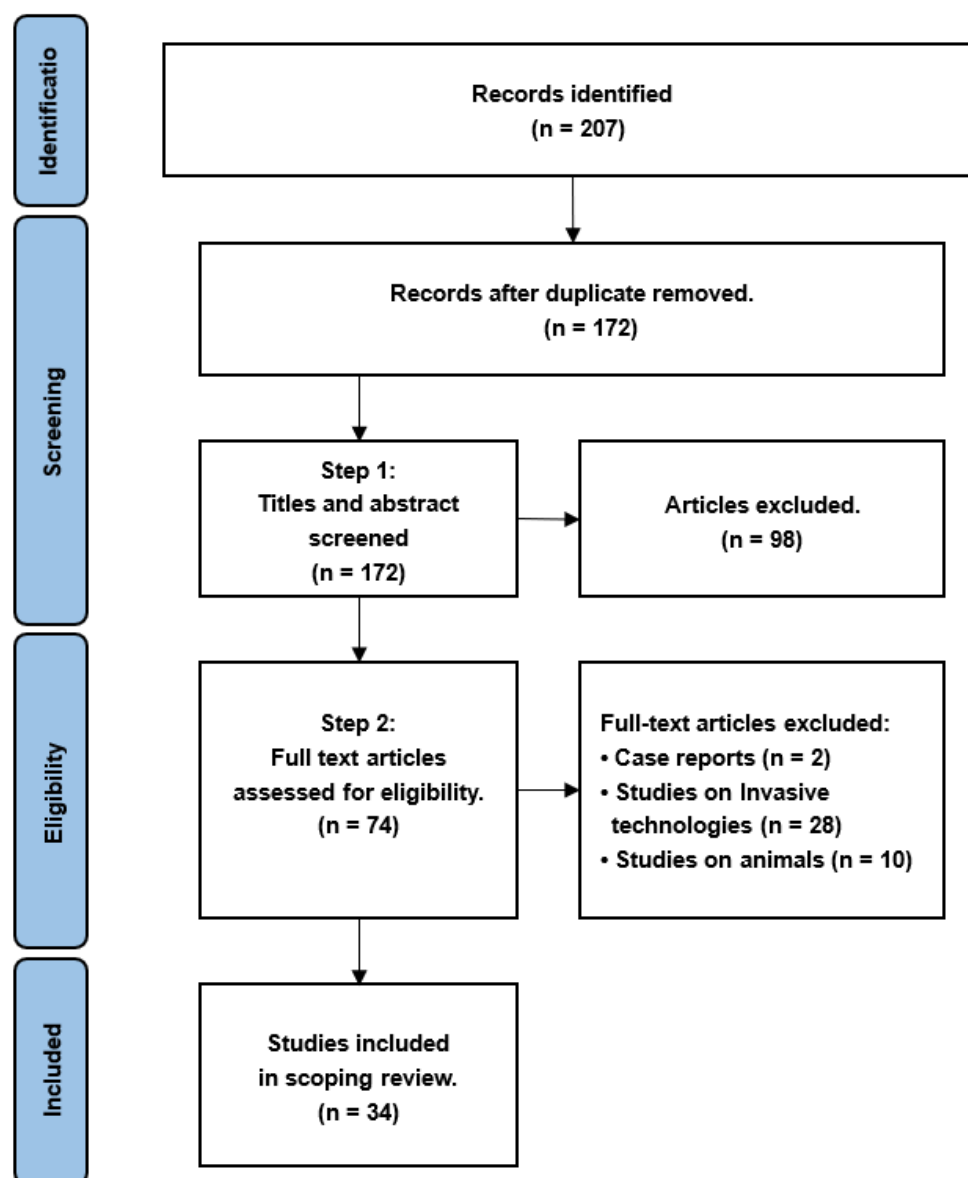 Identificatio
Records identified
(n = 207)
Screening
Records after duplicate removed.
(n = 172)
Step 1:
Titles and abstract
screened
(n = 172)
Articles excluded.
(n = 98)
Eligibility
Step 2:
Full text articles
assessed for eligibility.
(n = 74)
Full-text articles excluded:
• Case reports (n = 2)
• Studies on Invasive
technologies (n = 28)
• Studies on animals (n = 10)
Included
Studies included
in scoping review.
(n = 34)